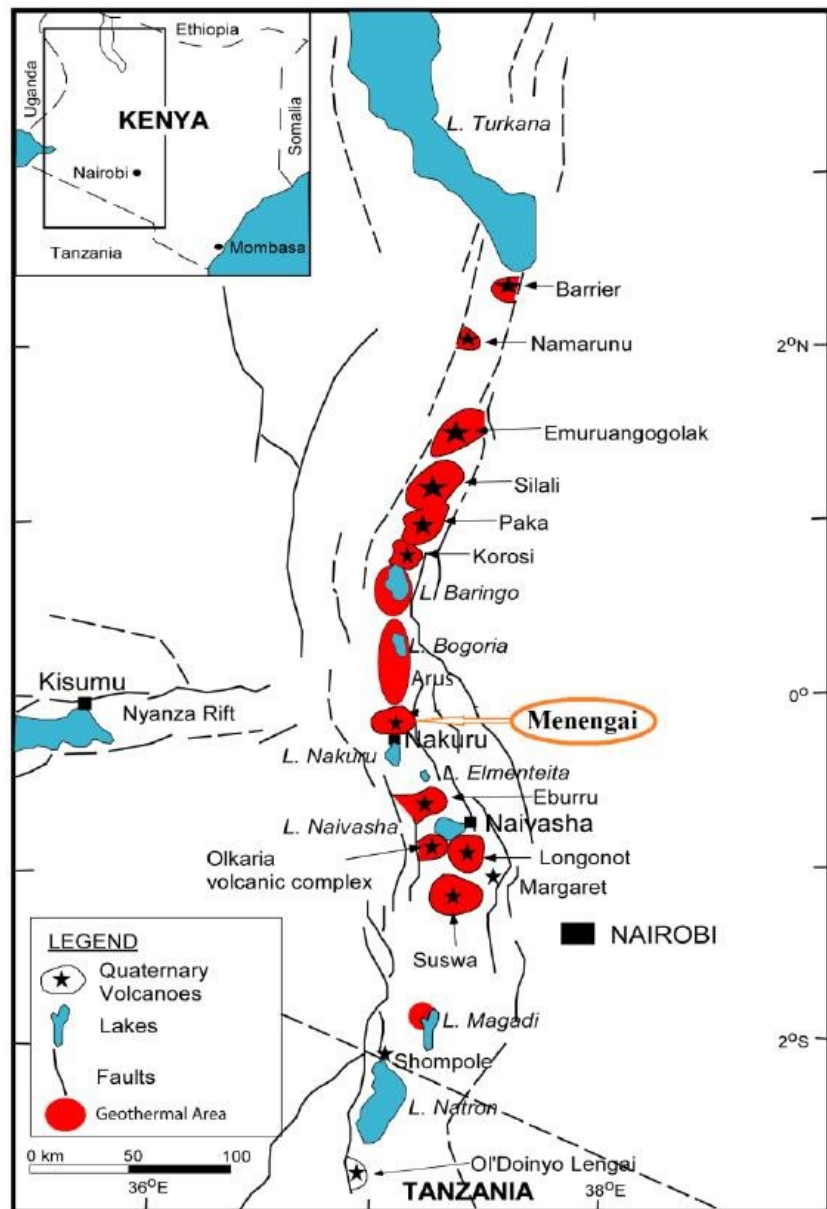 Ethiopia
Uganda
KENYA
Somalia
Nairobi
Tanzania
Mombasa
L. Turkana
Barrier
Namarunu
2°N
Emuruangogolak
Silali
Paka
Korosi
L. Baringo
L. Bogoria
Arus
Kisumu
0°
Nyanza Rift
Menengai
Nakuru
L. Nakuru
L. Elmenteita
Eburru
L. Naivasha
Naivasha
Olkaria
volcanic complex
Longonot
Margaret
NAIROBI
Suswa
LEGEND
Quaternary
Volcanoes
Lakes
Faults
Geothermal Area
L. Magadi
2°S
Shompole
L. Natron
0 km 50 100
Ol'Doinyo Lengai
36°E
TANZANIA
38°E